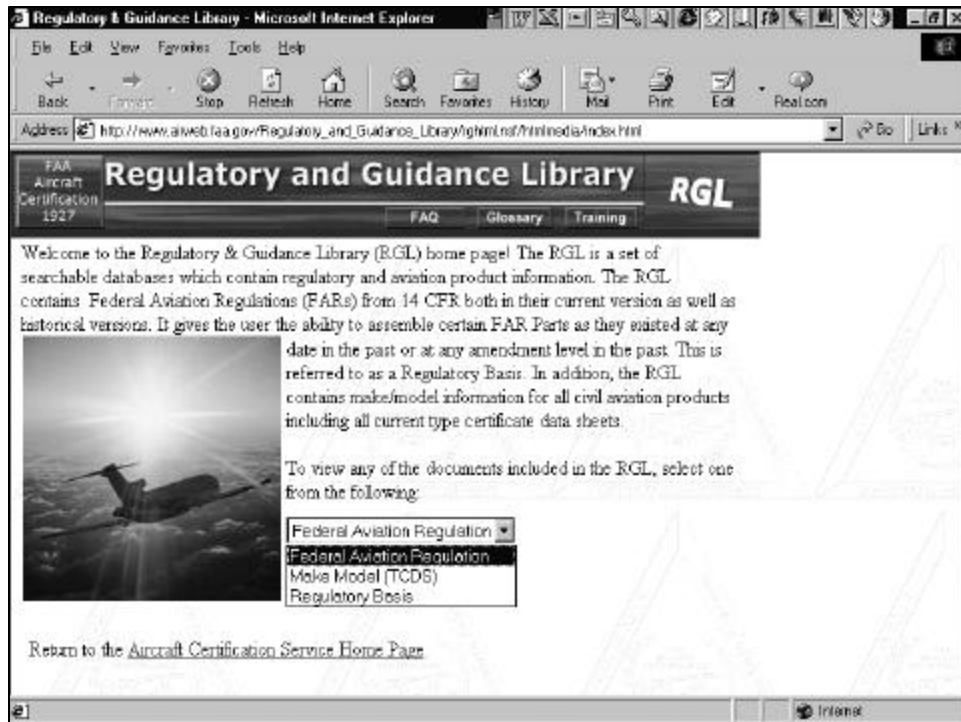 Regulatory & Guidance Library - Microsoft Internet Explorer
File Edit View Favorites Tools Help
Back Forward Stop Refresh Home Search Favorites History Mail Print Edit Real.com
Address http://www.airweb.faa.gov/Regulatory_and_Guidance_Library/rghtml.nsf/htmlmedia/index.html Go Links »
FAA
Aircraft
Certification
1927
Regulatory and Guidance Library
RGL
FAQ Glossary Training
Welcome to the Regulatory & Guidance Library (RGL) home page! The RGL is a set of
searchable databases which contain regulatory and aviation product information. The RGL
contains Federal Aviation Regulations (FARs) from 14 CFR both in their current version as well as
historical versions. It gives the user the ability to assemble certain FAR Parts as they existed at any
date in the past or at any amendment level in the past. This is
referred to as a Regulatory Basis. In addition, the RGL
contains make/model information for all civil aviation products
including all current type certificate data sheets.
To view any of the documents included in the RGL, select one
from the following:
Federal Aviation Regulation
Federal Aviation Regulation
Make Model (TCDS)
Regulatory Basis
Return to the Aircraft Certification Service Home Page
Internet